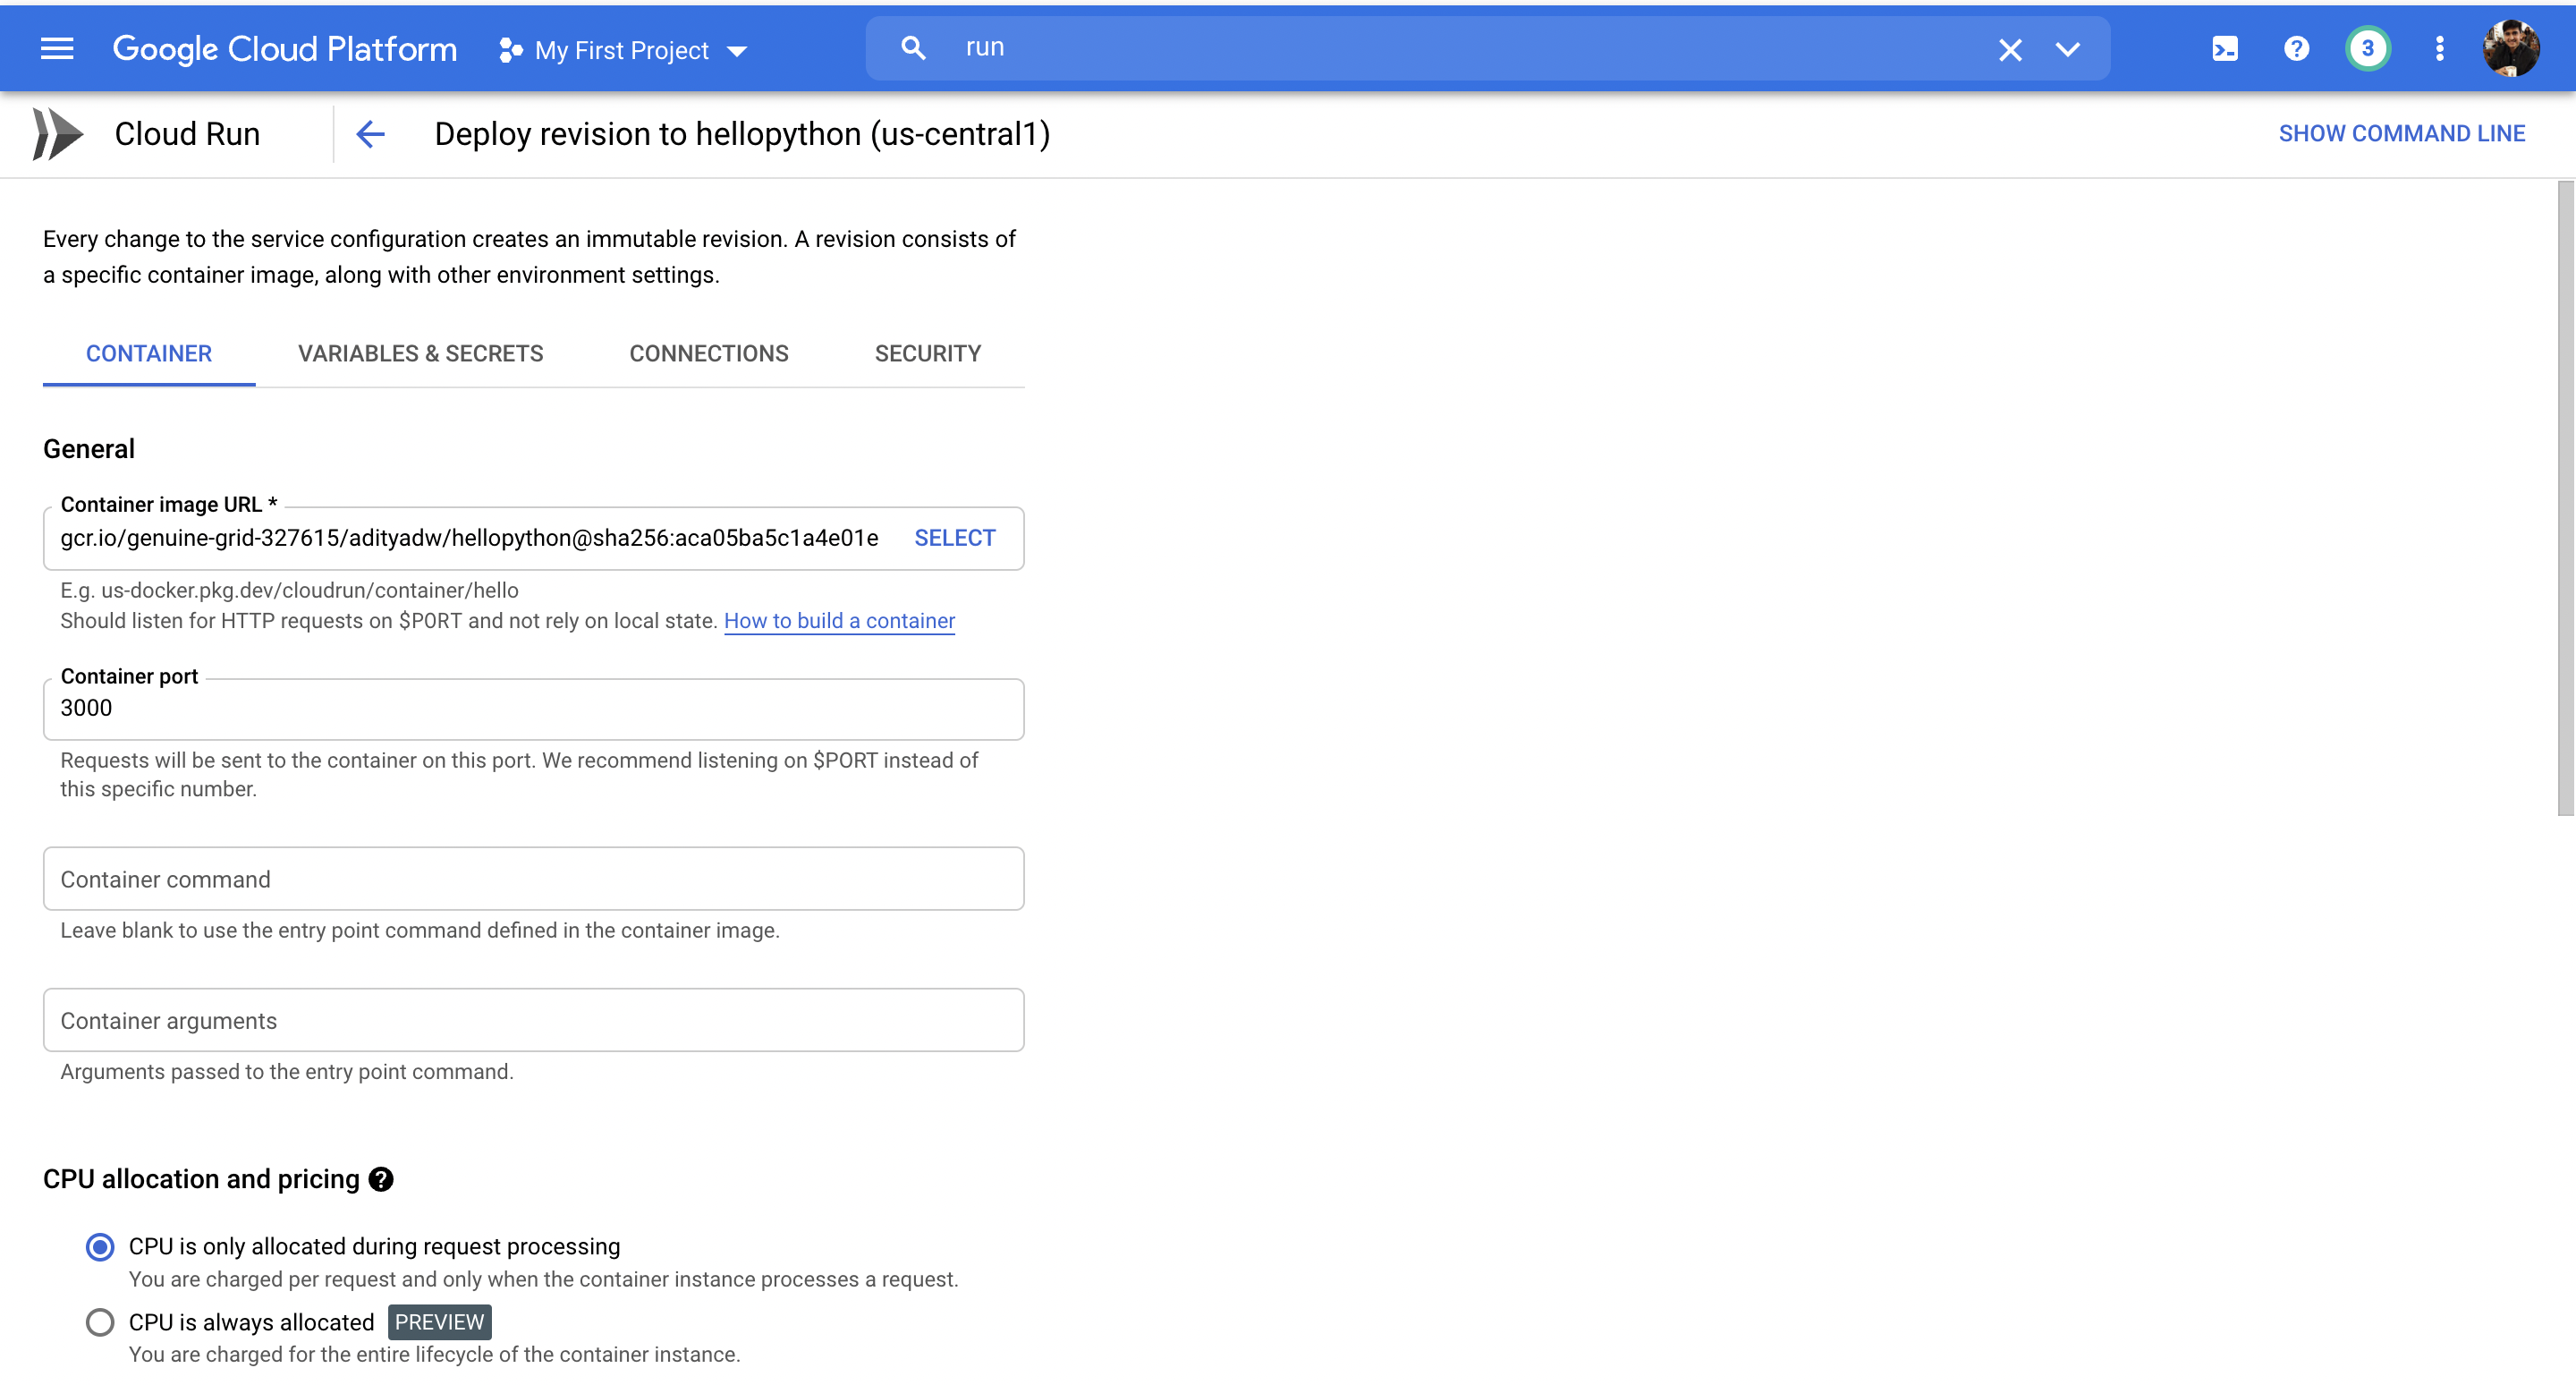 Google Cloud Platform
My First Project
run
3
Cloud Run
Deploy revision to hellopython (us-central1)
SHOW COMMAND LINE
Every change to the service configuration creates an immutable revision. A revision consists of
a specific container image, along with other environment settings.
CONTAINER
VARIABLES & SECRETS
CONNECTIONS
SECURITY
General
Container image URL *
gcr.io/genuine-grid-327615/adityadw/hellopython@sha256:aca05ba5c1a4e01e
SELECT
E.g. us-docker.pkg.dev/cloudrun/container/hello
Should listen for HTTP requests on $PORT and not rely on local state. How to build a container
Container port
3000
Requests will be sent to the container on this port. We recommend listening on $PORT instead of
this specific number.
Container command
Leave blank to use the entry point command defined in the container image.
Container arguments
Arguments passed to the entry point command.
CPU allocation and pricing ?
CPU is only allocated during request processing
You are charged per request and only when the container instance processes a request.
CPU is always allocated PREVIEW
You are charged for the entire lifecycle of the container instance.